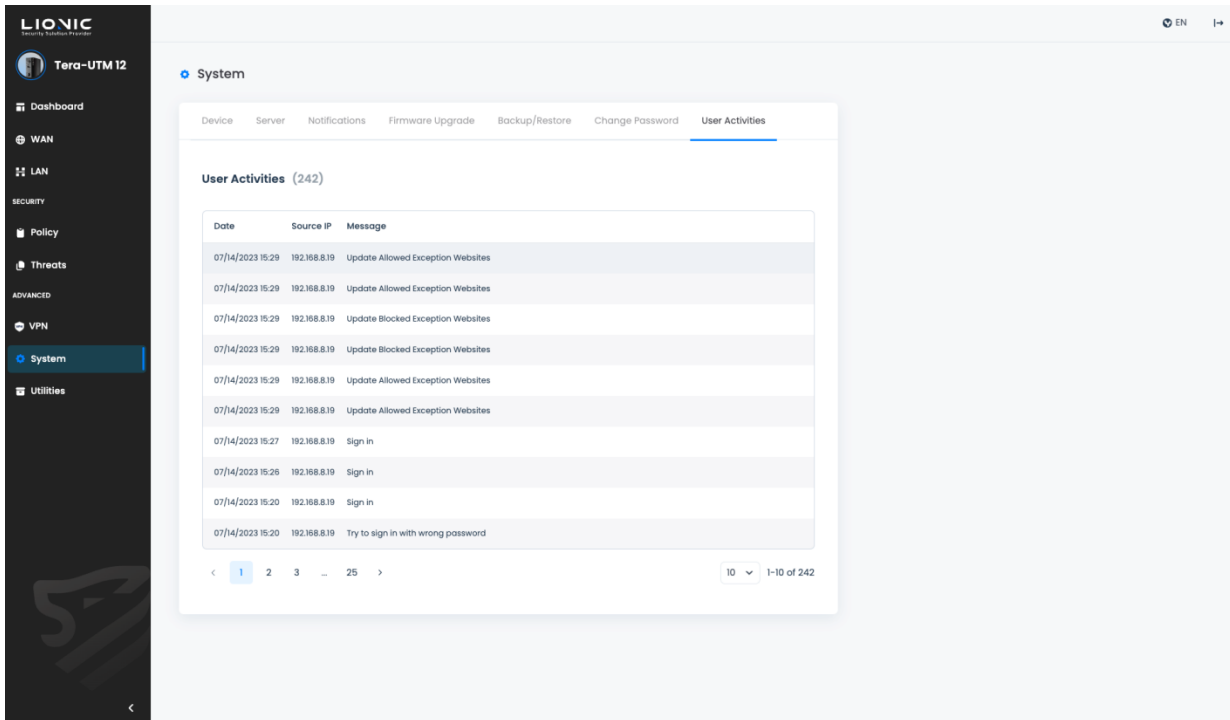 LIONIC
Security Solution Provider
EN
Tera-UTM 12
System
Dashboard
WAN
LAN
SECURITY
Policy
Threats
ADVANCED
VPN
System
Utilities
Device Server Notifications Firmware Upgrade Backup/Restore Change Password User Activities
User Activities (242)
Date Source IP Message
07/14/2023 15:29 192.168.8.19 Update Allowed Exception Websites
07/14/2023 15:29 192.168.8.19 Update Allowed Exception Websites
07/14/2023 15:29 192.168.8.19 Update Blocked Exception Websites
07/14/2023 15:29 192.168.8.19 Update Blocked Exception Websites
07/14/2023 15:29 192.168.8.19 Update Allowed Exception Websites
07/14/2023 15:29 192.168.8.19 Update Allowed Exception Websites
07/14/2023 15:27 192.168.8.19 Sign in
07/14/2023 15:26 192.168.8.19 Sign in
07/14/2023 15:20 192.168.8.19 Sign in
07/14/2023 15:20 192.168.8.19 Try to sign in with wrong password
< 1 2 3 ... 25 > 10 1-10 of 242